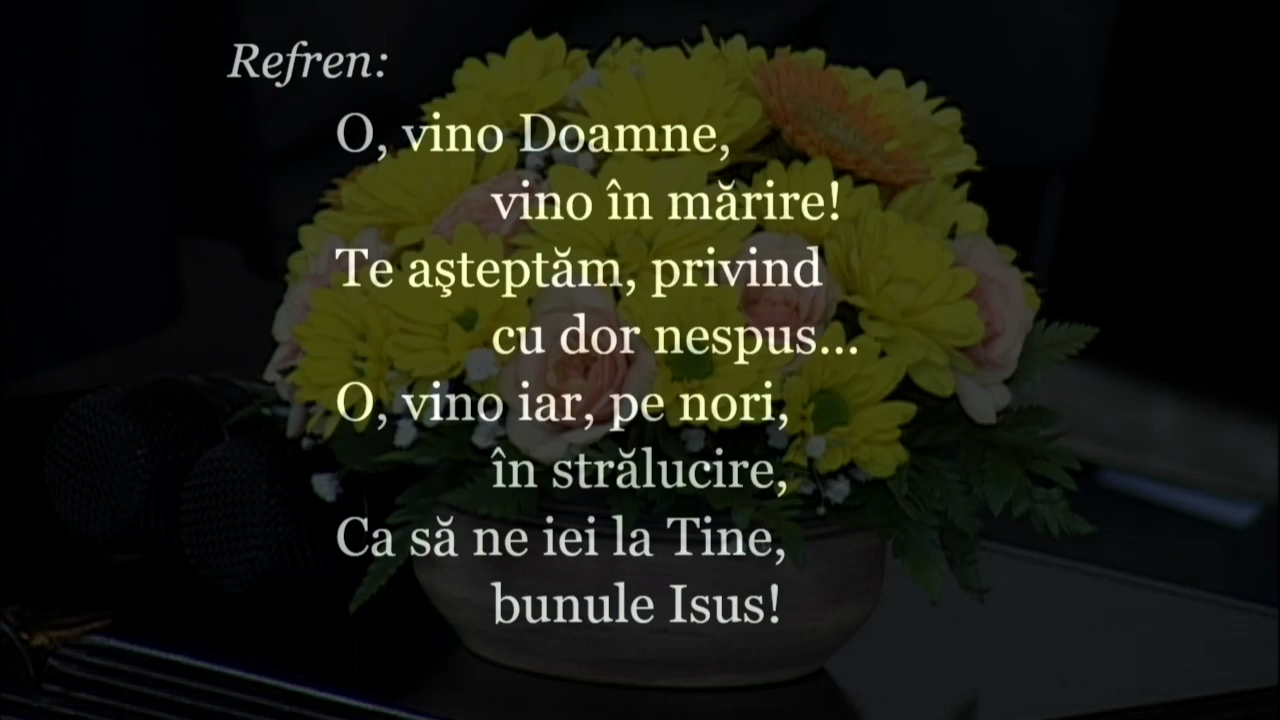 Refren:
O, vino Doamne,
vino în mărire!
Te aşteptăm, privind
cu dor nespus...
O, vino iar, pe nori,
în strălucire,
Ca să ne iei la Tine,
bunule Isus!